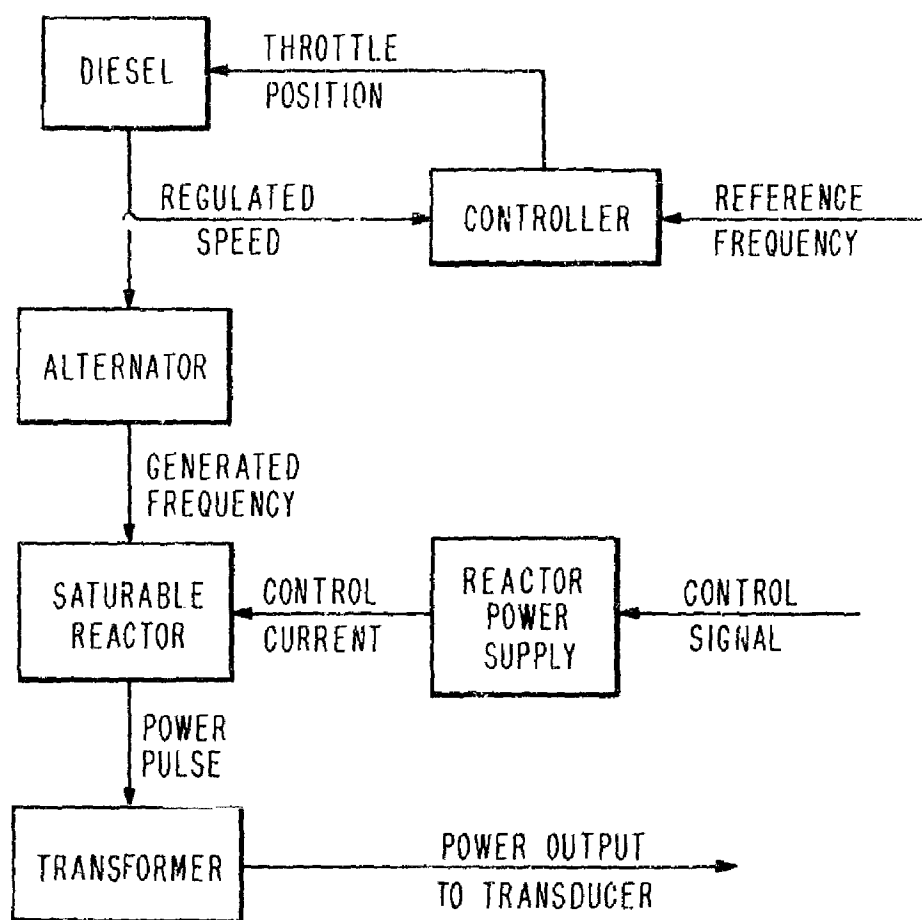 DIESEL
THROTTLE
POSITION
REGULATED
SPEED
CONTROLLER
REFERENCE
FREQUENCY
ALTERNATOR
GENERATED
FREQUENCY
SATURABLE
REACTOR
CONTROL
CURRENT
REACTOR
POWER
SUPPLY
CONTROL
SIGNAL
POWER
PULSE
TRANSFORMER
POWER OUTPUT
TO TRANSDUCER